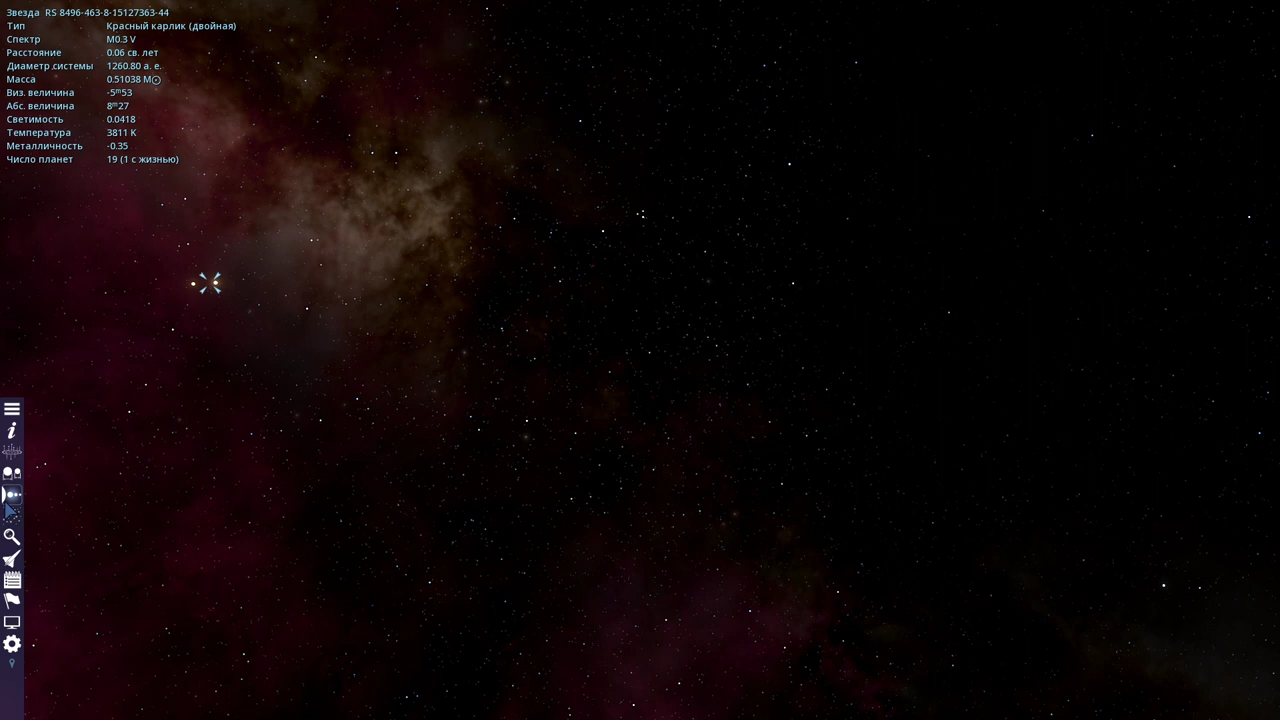 Звезда RS 8496-463-8-15127363-44
Тип Красный карлик (двойная)
Спектр M0.3 V
Расстояние 0.06 св. лет
Диаметр системы 1260.80 а. е.
Масса 0.51038 M☉
Виз. величина -5ᵐ53
Абс. величина 8ᵐ27
Светимость 0.0418
Температура 3811 K
Металличность -0.35
Число планет 19 (1 с жизнью)